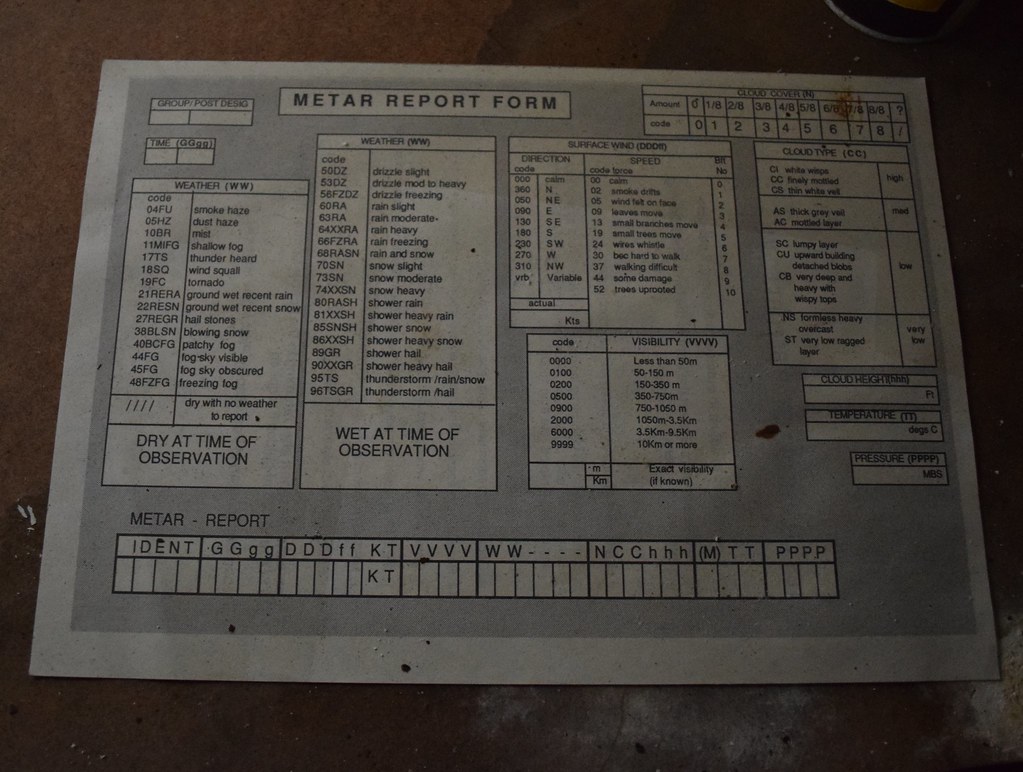 METAR REPORT FORM
GROUP/POST DESIG
TIME (GGgg)
WEATHER (WW)
code
04FU smoke haze
05HZ dust haze
10BR mist
11MIFG shallow fog
17TS thunder heard
18SQ wind squall
19FC tornado
21RERA ground wet recent rain
22RESN ground wet recent snow
27REGR hail stones
38BLSN blowing snow
40BCFG patchy fog
44FG fog-sky visible
45FG fog sky obscured
48FZFG freezing fog
//// dry with no weather
to report
DRY AT TIME OF
OBSERVATION
WEATHER (WW)
code
50DZ drizzle slight
53DZ drizzle mod to heavy
56FZDZ drizzle freezing
60RA rain slight
63RA rain moderate
64XXRA rain heavy
66FZRA rain freezing
68RASN rain and snow
70SN snow slight
73SN snow moderate
74XXSN snow heavy
80RASH shower rain
81XXSH shower heavy rain
85SNSH shower snow
86XXSH shower heavy snow
89GR shower hail
90XXGR shower heavy hail
95TS thunderstorm /rain/snow
96TSGR thunderstorm /hail
WET AT TIME OF
OBSERVATION
SURFACE WIND (DDDff)
DIRECTION SPEED Bft
code code force No
000 calm 00 calm 0
360 N 02 smoke drifts 1
050 NE 05 wind felt on face 2
090 E 09 leaves move 3
130 SE 13 small branches move 4
180 S 19 small trees move 5
230 SW 24 wires whistle 6
270 W 30 bec hard to walk 7
310 NW 37 walking difficult 8
vrb Variable 44 some damage 9
52 trees uprooted 10
actual
Kts
code VISIBILITY (VVVV)
0000 Less than 50m
0100 50-150 m
0200 150-350 m
0500 350-750m
0900 750-1050 m
2000 1050m-3.5Km
6000 3.5Km-9.5Km
9999 10Km or more
m Exact visibility
Km (if known)
CLOUD COVER (N)
Amount 0 1/8 2/8 3/8 4/8 5/8 6/8 7/8 8/8 ?
code 0 1 2 3 4 5 6 7 8 /
CLOUD TYPE (CC)
CI white wisps
CC finely mottled high
CS thin white veil
AS thick grey veil med
AC mottled layer
SC lumpy layer
CU upward building
detached blobs low
CB very deep and
heavy with
wispy tops
NS formless heavy
overcast very
ST very low ragged low
layer
CLOUD HEIGHT(hhh)
Ft
TEMPERATURE (TT)
degs C
PRESSURE (PPPP)
MBS
METAR - REPORT
IDENT GGgg DDDff KT VVVV WW---- NCChhh (M)TT PPPP
KT